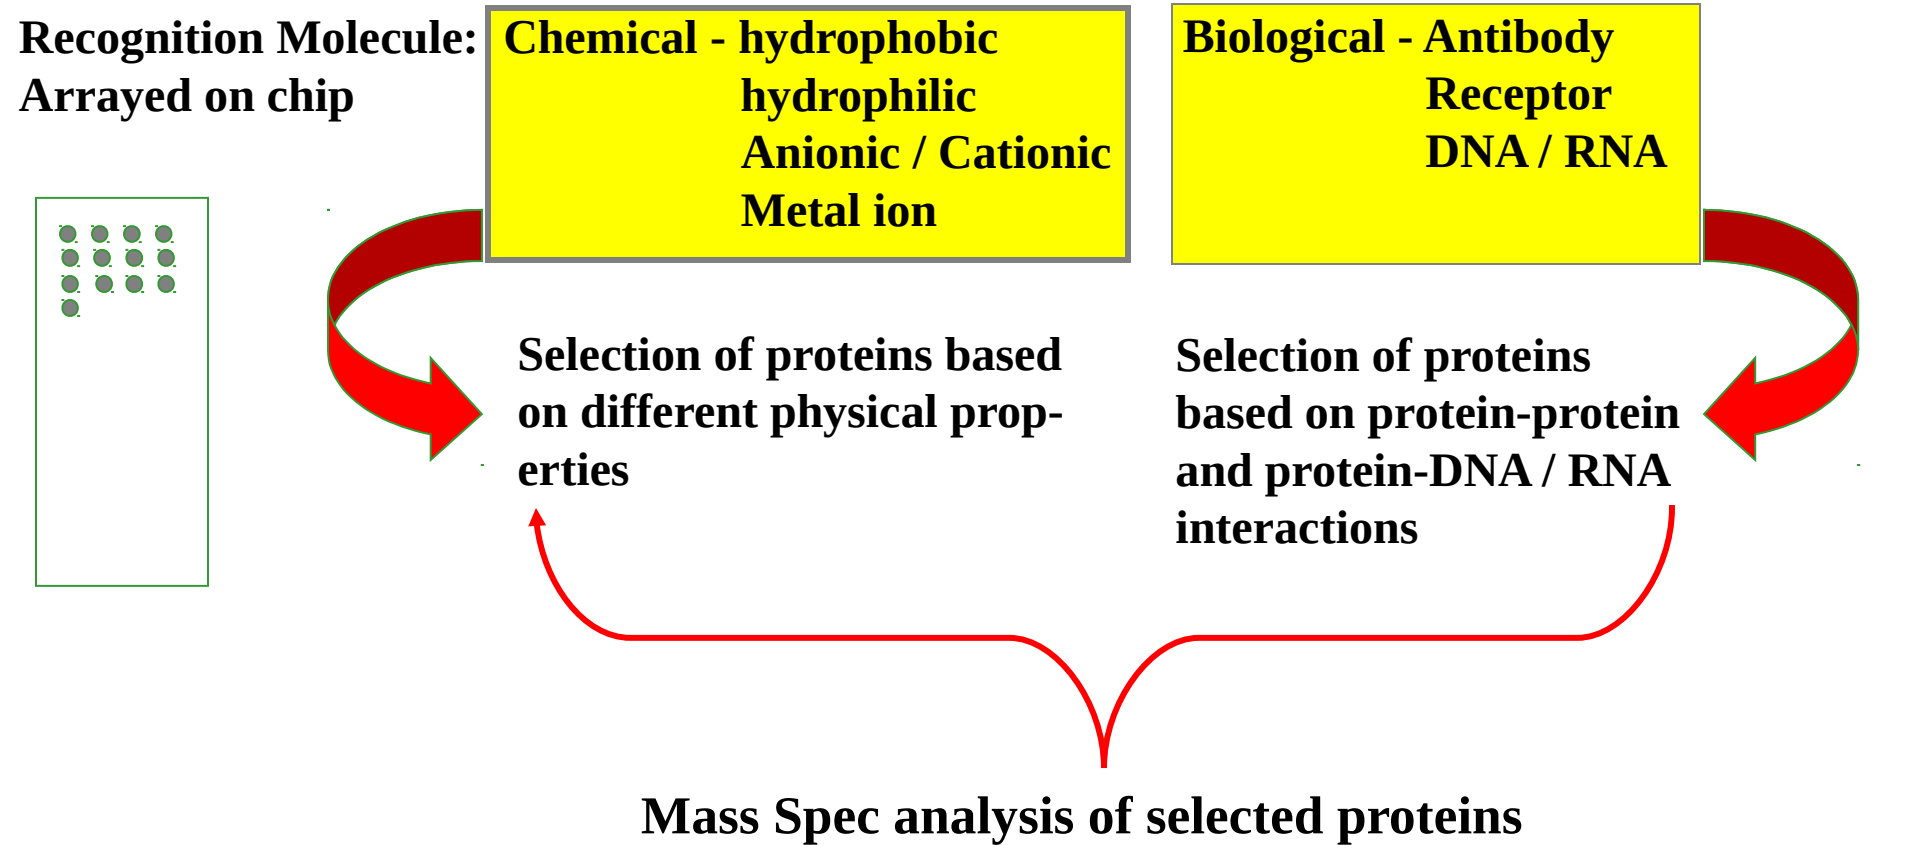 Recognition Molecule:
Arrayed on chip
Chemical - hydrophobic
hydrophilic
Anionic / Cationic
Metal ion
Biological - Antibody
Receptor
DNA / RNA
Selection of proteins based
on different physical prop-
erties
Selection of proteins
based on protein-protein
and protein-DNA / RNA
interactions
Mass Spec analysis of selected proteins